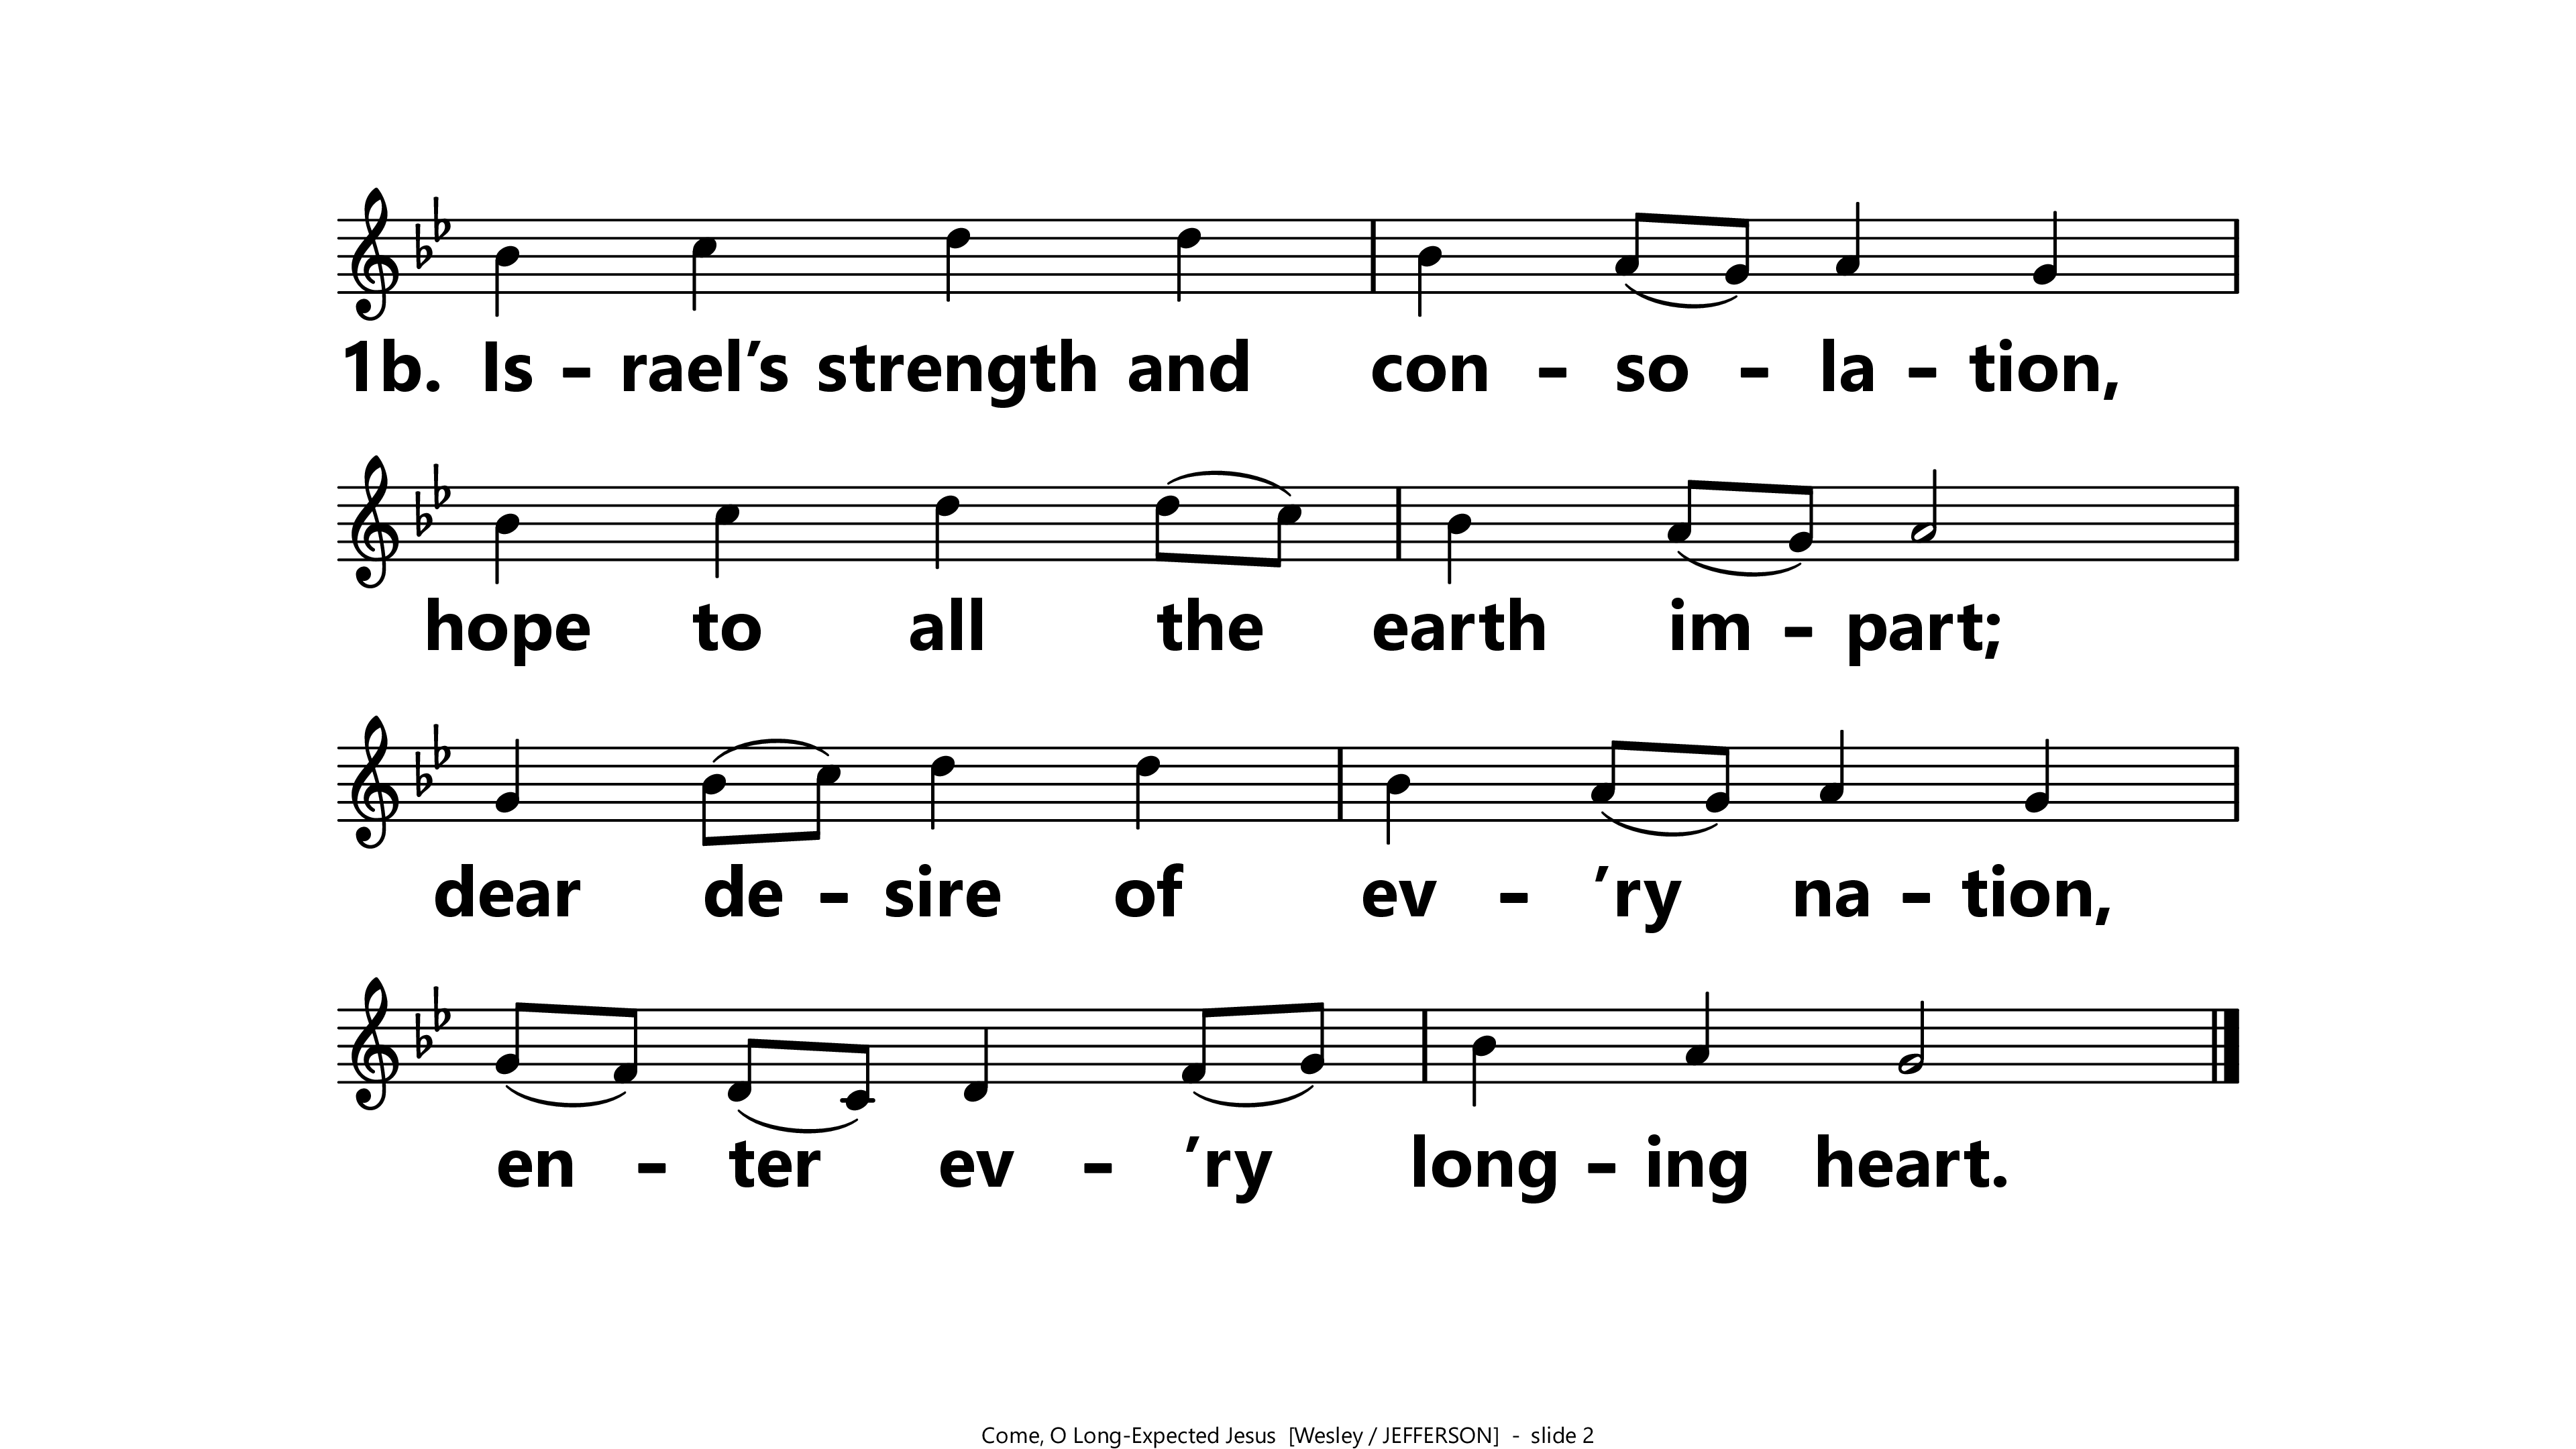 1b. Is - rael’s strength and con - so - la - tion,
hope to all the earth im - part;
dear de - sire of ev - ’ry na - tion,
en - ter ev - ’ry long - ing heart.
Come, O Long-Expected Jesus [Wesley / JEFFERSON] - slide 2